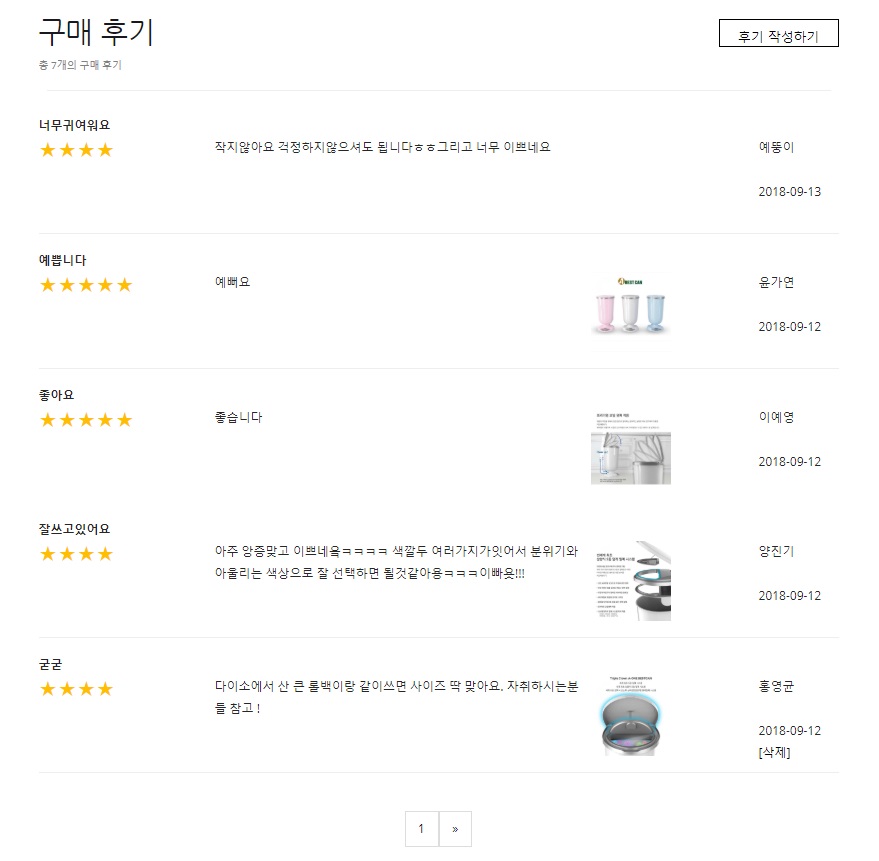 구매 후기
후기 작성하기
총 7개의 구매 후기
너무귀여워요
★★★★
작지않아요 걱정하지않으셔도 됩니다ㅎㅎ그리고 너무 이쁘네요
예뚱이
2018-09-13
예쁩니다
★★★★★
예뻐요
BEST CAN
윤가연
2018-09-12
좋아요
★★★★★
좋습니다
이예영
2018-09-12
잘쓰고있어요
★★★★
아주 앙증맞고 이쁘네욬ㅋㅋㅋㅋ 색깔두 여러가지가잇어서 분위기와
아울리는 색상으로 잘 선택하면 될것같아용ㅋㅋㅋ이빠욧!!!
양진기
2018-09-12
굳굳
★★★★
다이소에서 산 큰 롤백이랑 같이쓰면 사이즈 딱 맞아요. 자취하시는분
들 참고 !
홍영균
2018-09-12
[삭제]
1 »